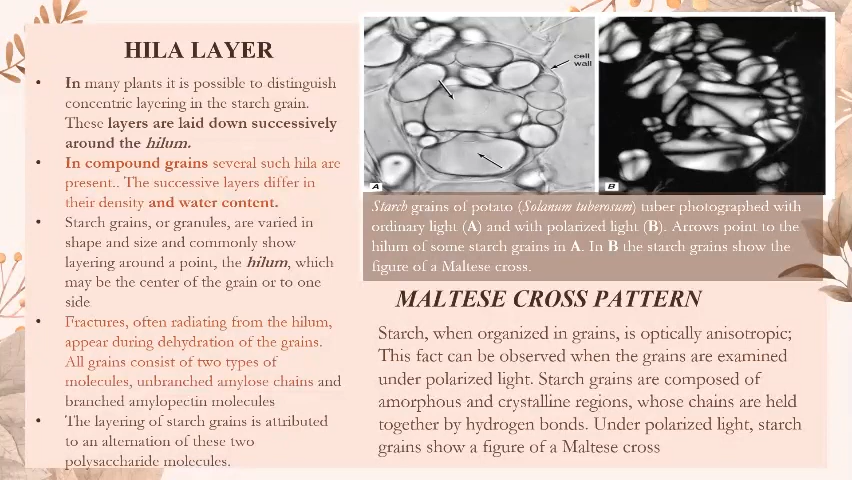 HILA LAYER
• In many plants it is possible to distinguish
concentric layering in the starch grain.
These layers are laid down successively
around the hilum.
• In compound grains several such hila are
present.. The successive layers differ in
their density and water content.
• Starch grains, or granules, are varied in
shape and size and commonly show
layering around a point, the hilum, which
may be the center of the grain or to one
side
• Fractures, often radiating from the hilum,
appear during dehydration of the grains.
All grains consist of two types of
molecules, unbranched amylose chains and
branched amylopectin molecules
• The layering of starch grains is attributed
to an alternation of these two
polysaccharide molecules.
cell
wall
A
B
Starch grains of potato (Solanum tuberosum) tuber photographed with
ordinary light (A) and with polarized light (B). Arrows point to the
hilum of some starch grains in A. In B the starch grains show the
figure of a Maltese cross.
MALTESE CROSS PATTERN
Starch, when organized in grains, is optically anisotropic;
This fact can be observed when the grains are examined
under polarized light. Starch grains are composed of
amorphous and crystalline regions, whose chains are held
together by hydrogen bonds. Under polarized light, starch
grains show a figure of a Maltese cross